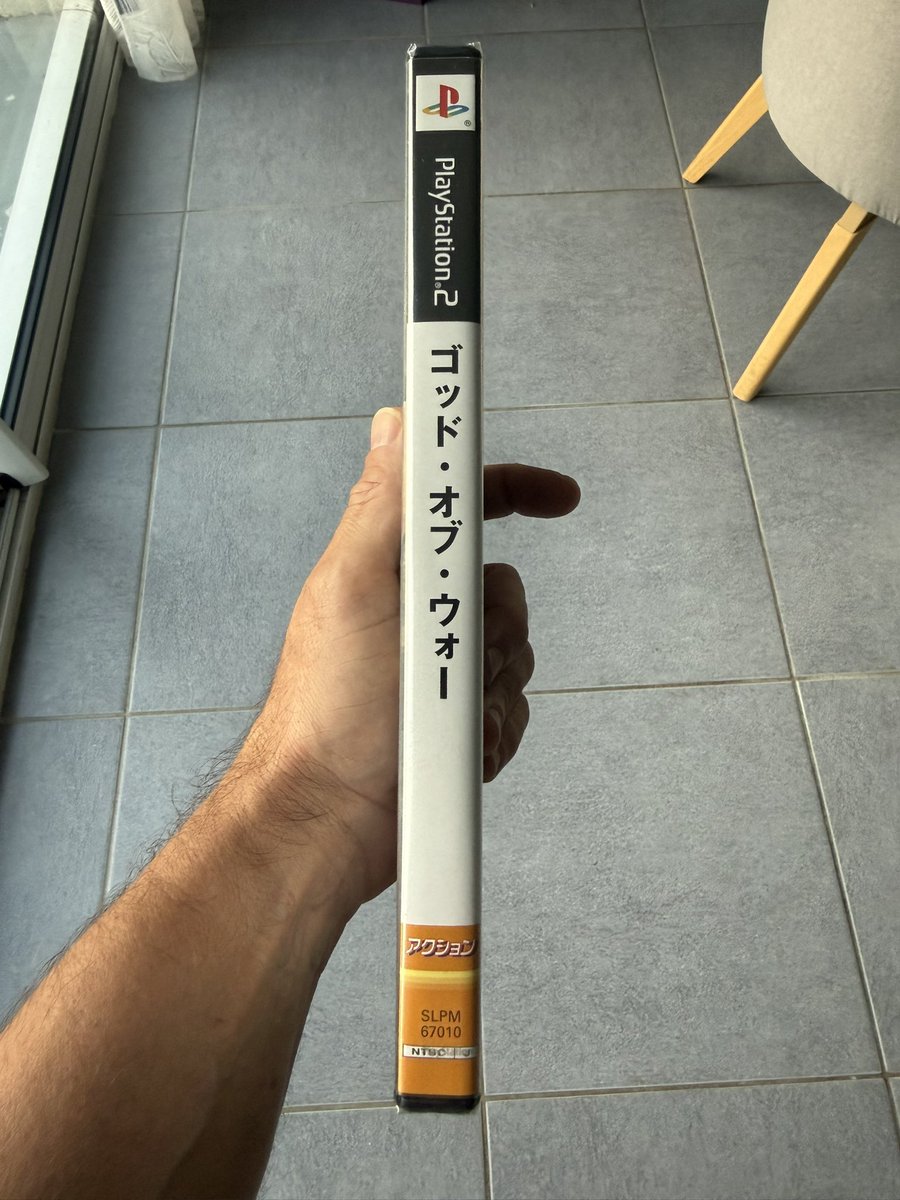 ®
PlayStation®2
ゴッド・オブ・ウォー
アクション
SLPM
67010
NTSC J